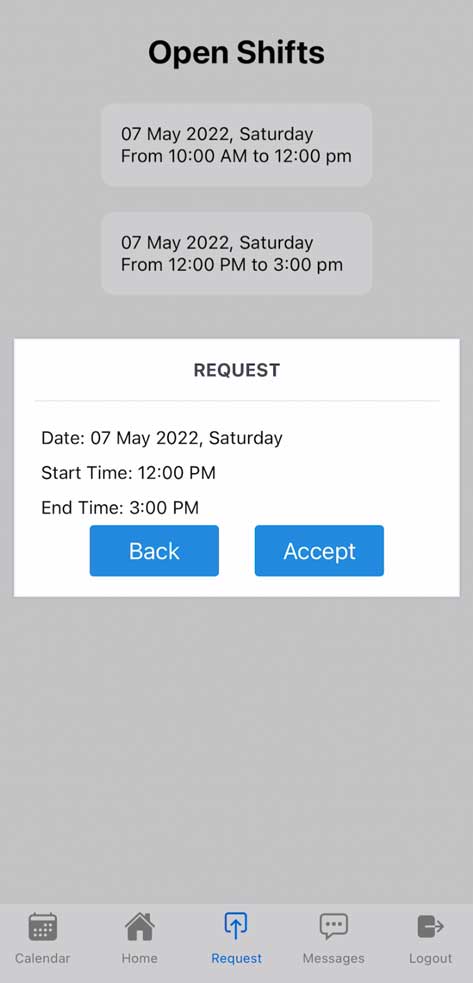 Open Shifts
07 May 2022, Saturday
From 10:00 AM to 12:00 pm
07 May 2022, Saturday
From 12:00 PM to 3:00 pm
REQUEST
Date: 07 May 2022, Saturday
Start Time: 12:00 PM
End Time: 3:00 PM
Back Accept
Calendar Home Request Messages Logout